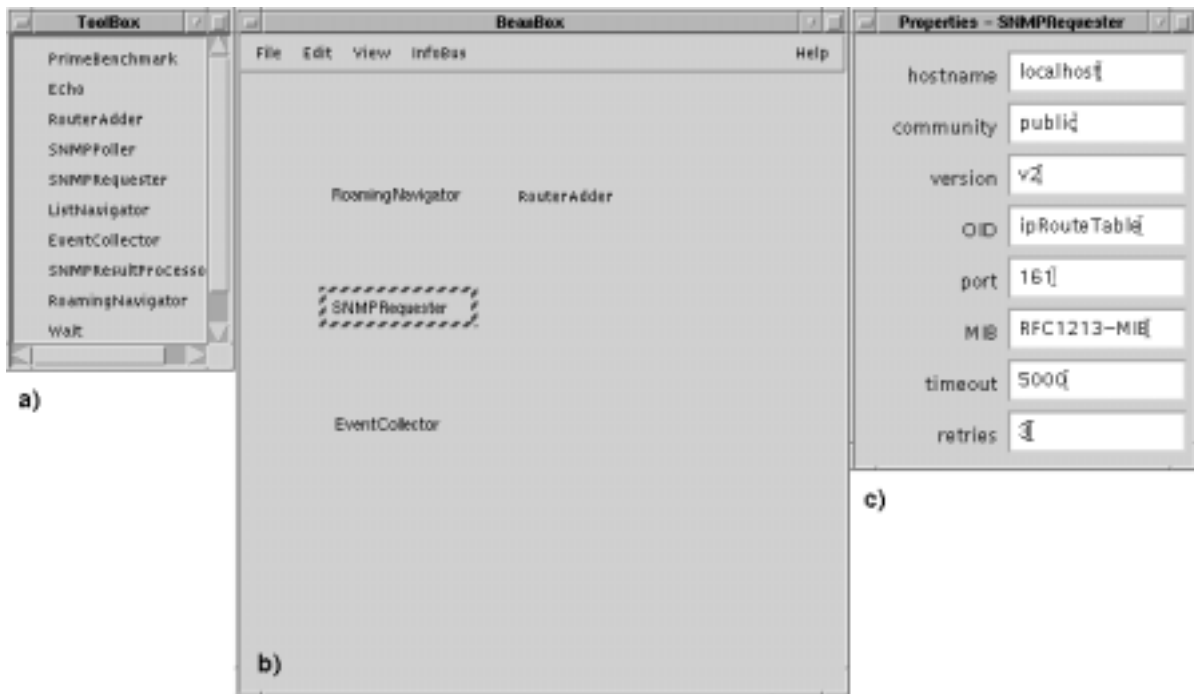 ToolBox
PrimeBenchmark
Echo
RouterAdder
SNMPPoller
SNMPRequester
ListNavigator
EventCollector
SNMPResultProcesso
RoamingNavigator
Wait
a)
BeanBox
File Edit View InfoBus Help
RoamingNavigator RouterAdder
SNMPRequester
EventCollector
b)
Properties - SNMPRequester
hostname localhost
community public
version v2
OID ipRouteTable
port 161
MIB RFC1213-MIB
timeout 5000
retries 3
c)